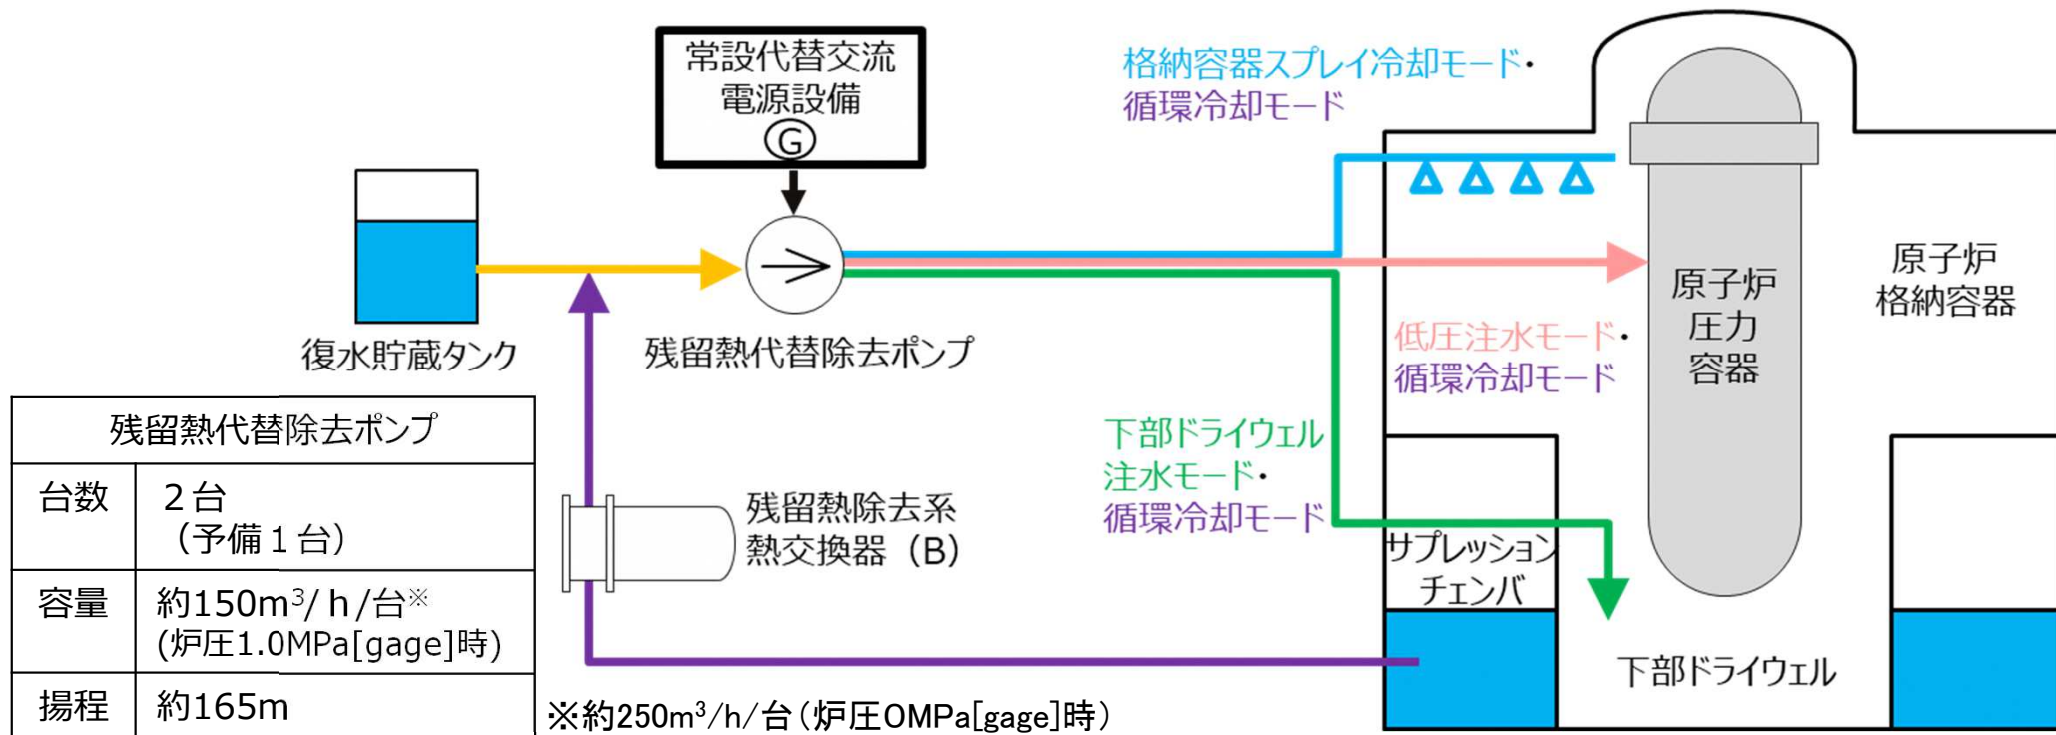 常設代替交流
電源設備
G
格納容器スプレイ冷却モード・
循環冷却モード
復水貯蔵タンク
残留熱代替除去ポンプ
原子炉
圧力
容器
原子炉
格納容器
低圧注水モード・
循環冷却モード
下部ドライウェル
注水モード・
循環冷却モード
残留熱除去系
熱交換器（B）
サプレッション
チェンバ
下部ドライウェル
残留熱代替除去ポンプ
台数 ２台
（予備１台）
容量 約150m³/ｈ/台※
(炉圧1.0MPa[gage]時)
揚程 約165m
※約250m³/h/台（炉圧0MPa[gage]時）